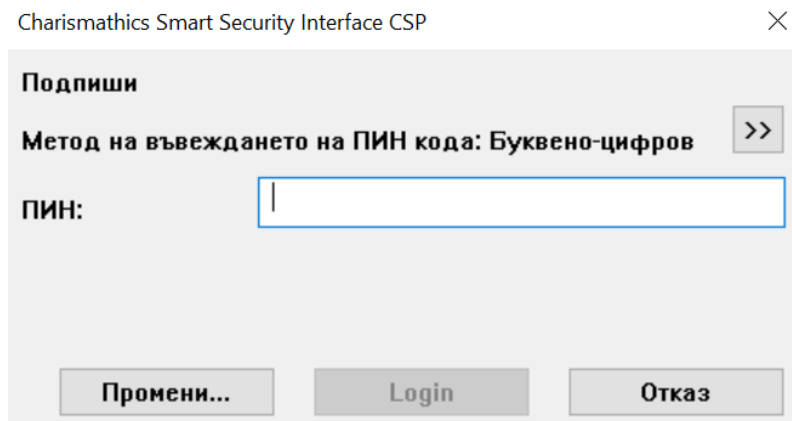 Charismathics Smart Security Interface CSP
Подпиши
Метод на въвеждането на ПИН кода: Буквено-цифров
>>
ПИН:
Промени... Login Отказ